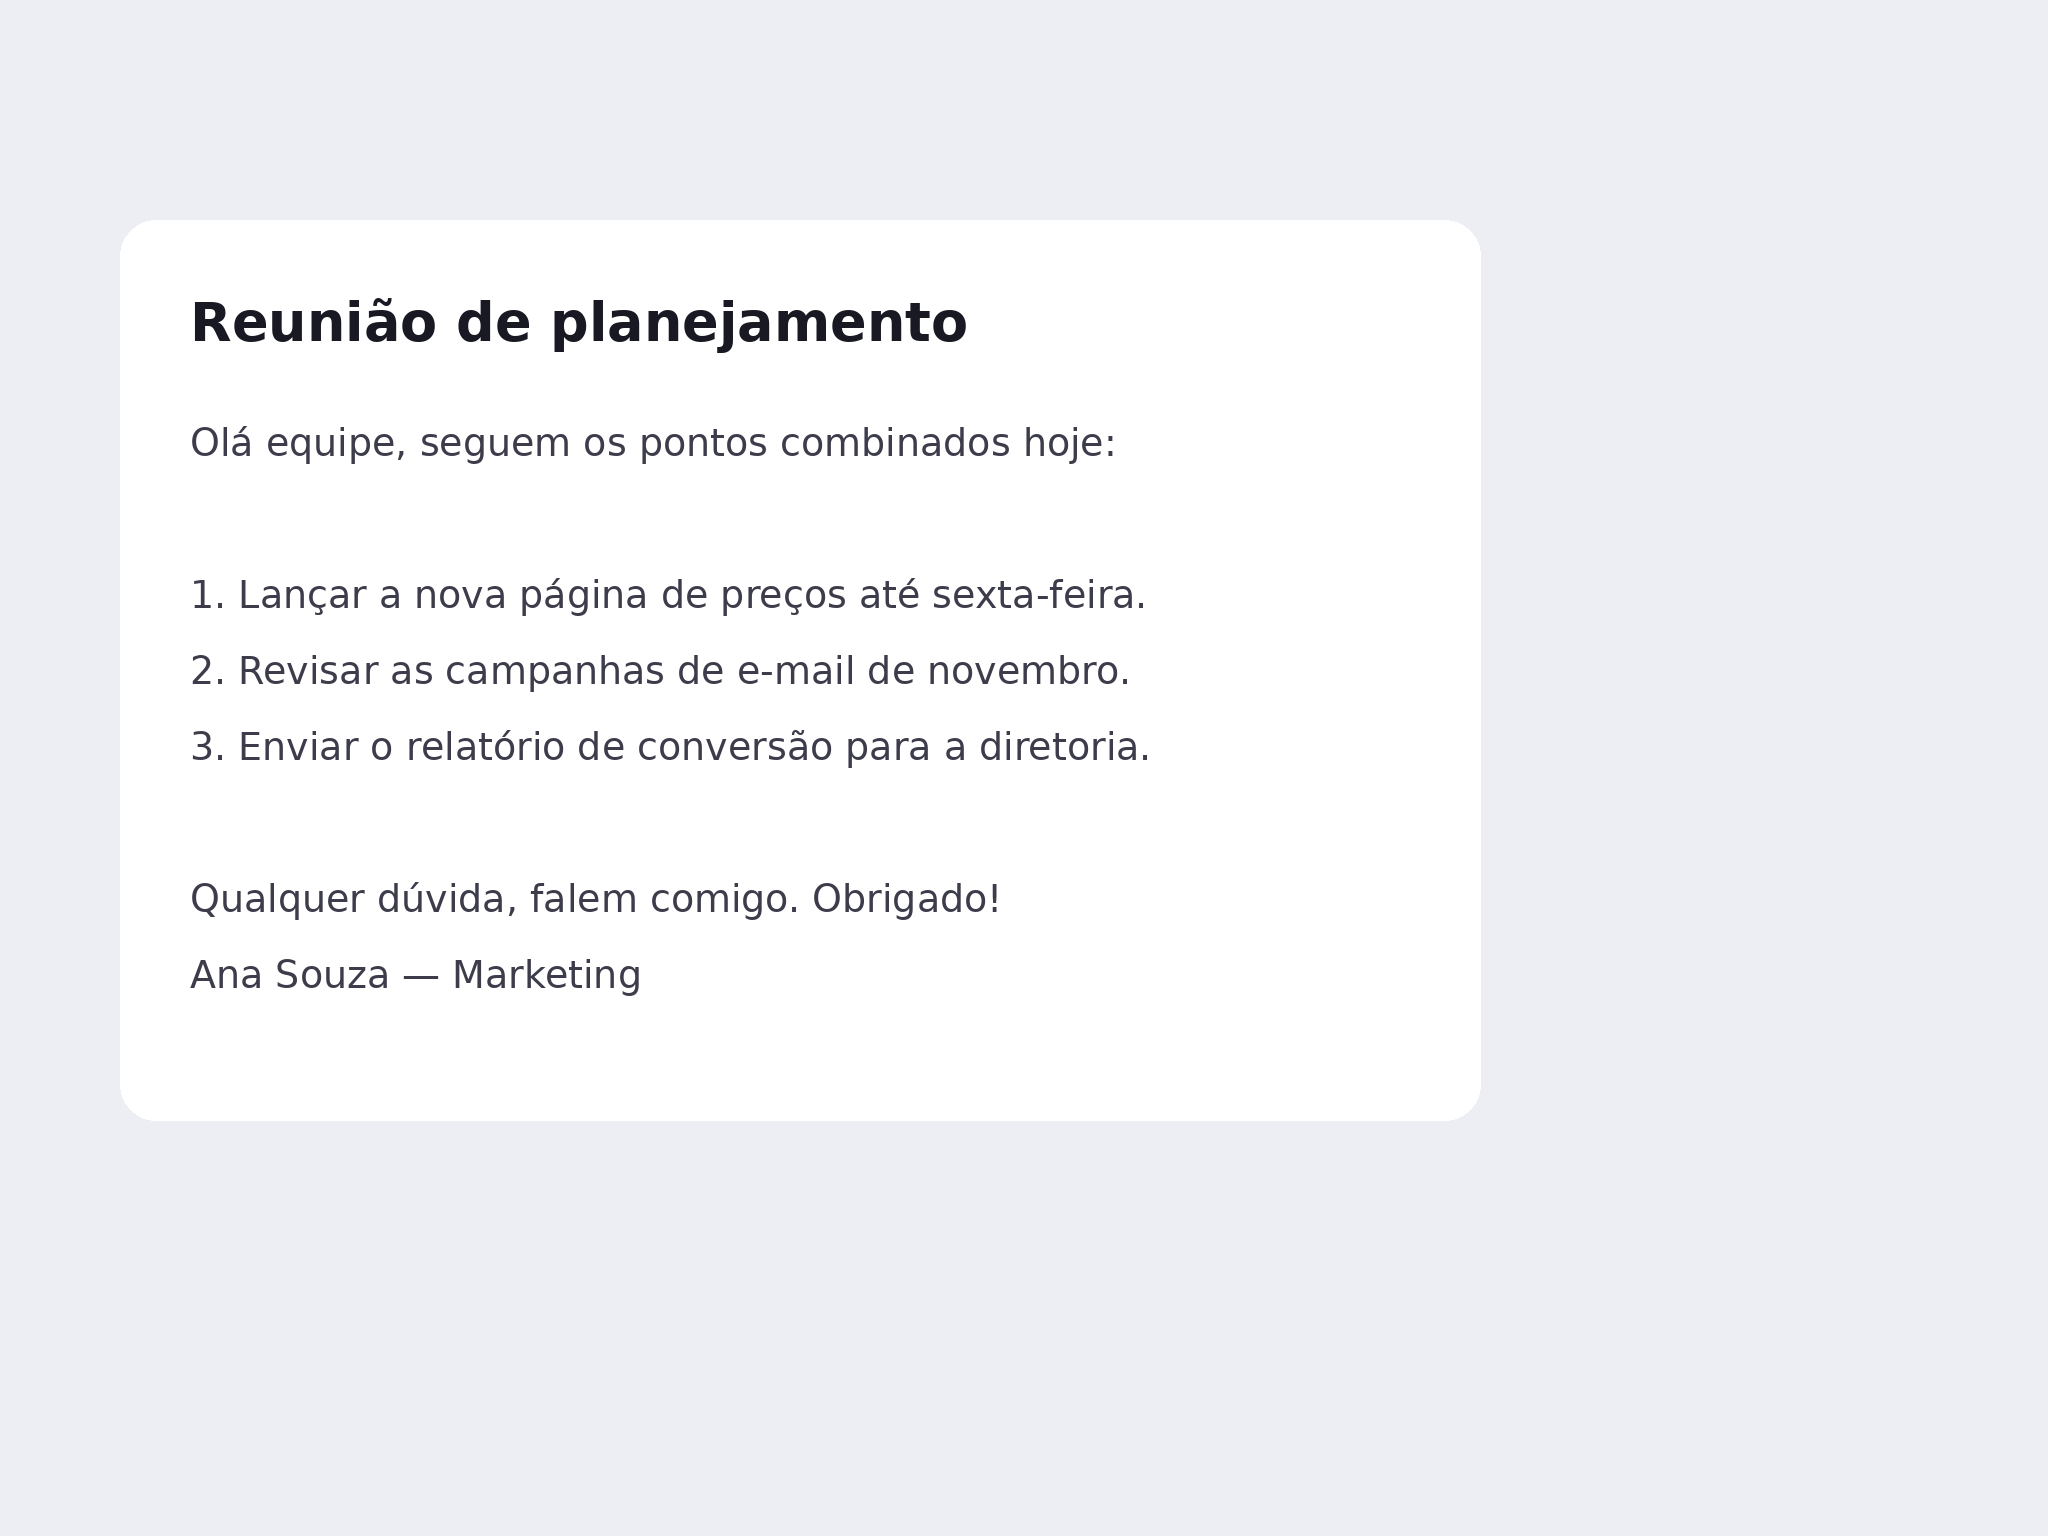 Reunião de planejamento
Olá equipe, seguem os pontos combinados hoje:
1. Lançar a nova página de preços até sexta-feira.
2. Revisar as campanhas de e-mail de novembro.
3. Enviar o relatório de conversão para a diretoria.
Qualquer dúvida, falem comigo. Obrigado!
Ana Souza — Marketing